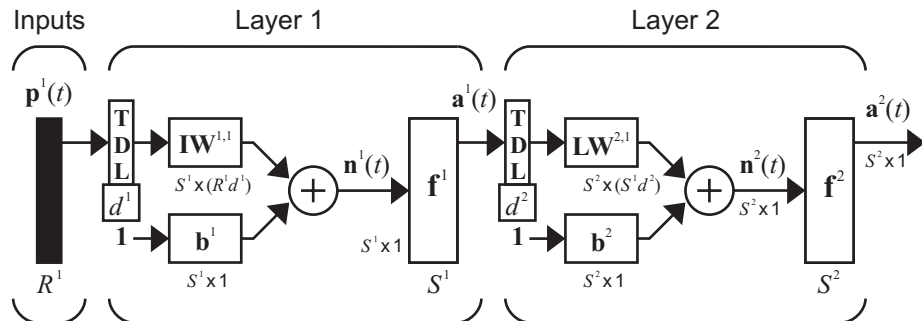 Inputs
Layer 1
Layer 2
p¹(t)
a¹(t)
a²(t)
T
D
L
d¹
IW¹,¹
S¹x(R¹d¹)
n¹(t)
f¹
T
D
L
d²
LW²,¹
S²x(S¹d²)
n²(t)
S²x1
f²
S²x1
1
b¹
S¹x1
S¹x1
1
b²
S²x1
R¹
S¹
S²